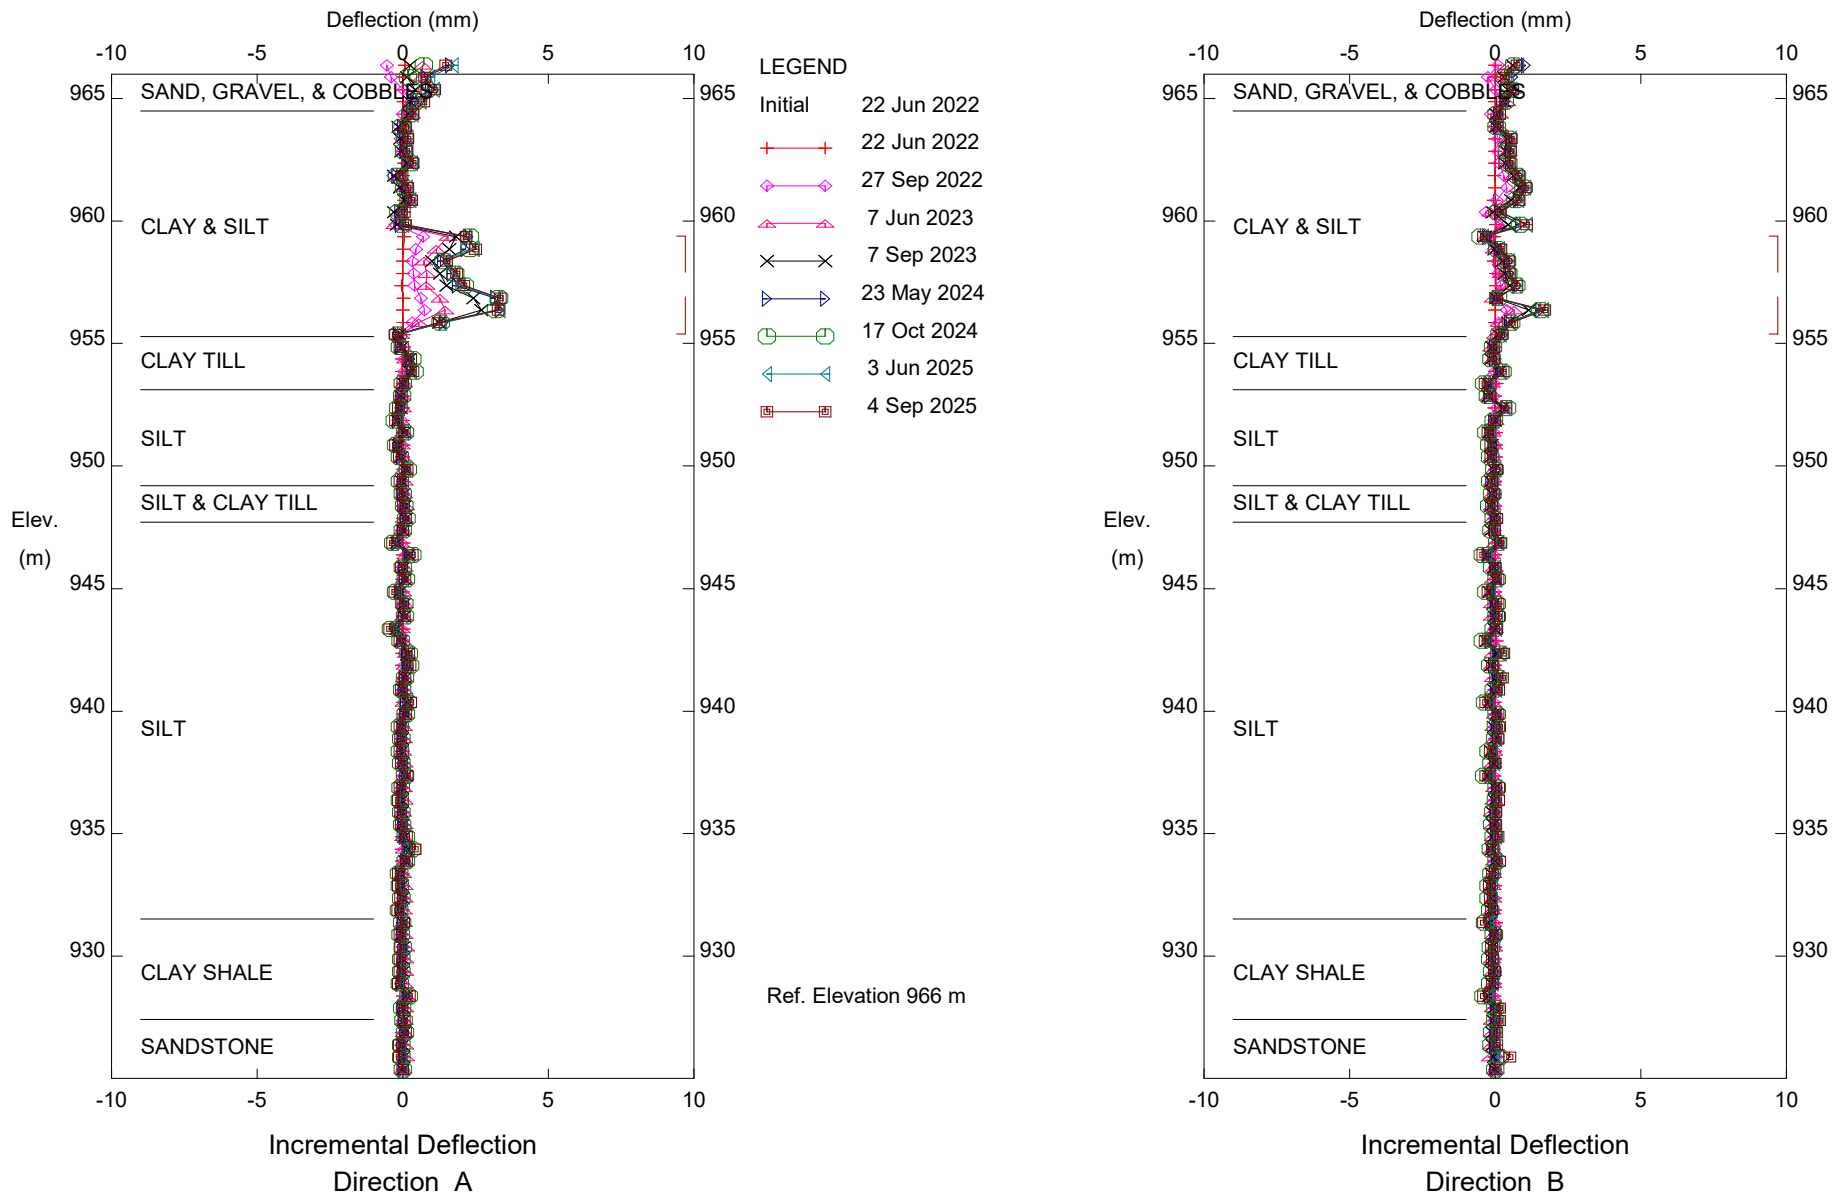 Deflection (mm)
-10 -5 0 5 10
SAND, GRAVEL, & COBBLES
CLAY & SILT
CLAY TILL
SILT
SILT & CLAY TILL
SILT
CLAY SHALE
SANDSTONE
965 965
960 960
955 955
950 950
945 945
940 940
935 935
930 930
Elev.
(m)
-10 -5 0 5 10
Incremental Deflection
Direction A
LEGEND
Initial 22 Jun 2022
22 Jun 2022
27 Sep 2022
7 Jun 2023
7 Sep 2023
23 May 2024
17 Oct 2024
3 Jun 2025
4 Sep 2025
Ref. Elevation 966 m
Deflection (mm)
-10 -5 0 5 10
SAND, GRAVEL, & COBBLES
CLAY & SILT
CLAY TILL
SILT
SILT & CLAY TILL
SILT
CLAY SHALE
SANDSTONE
965 965
960 960
955 955
950 950
945 945
940 940
935 935
930 930
Elev.
(m)
-10 -5 0 5 10
Incremental Deflection
Direction B